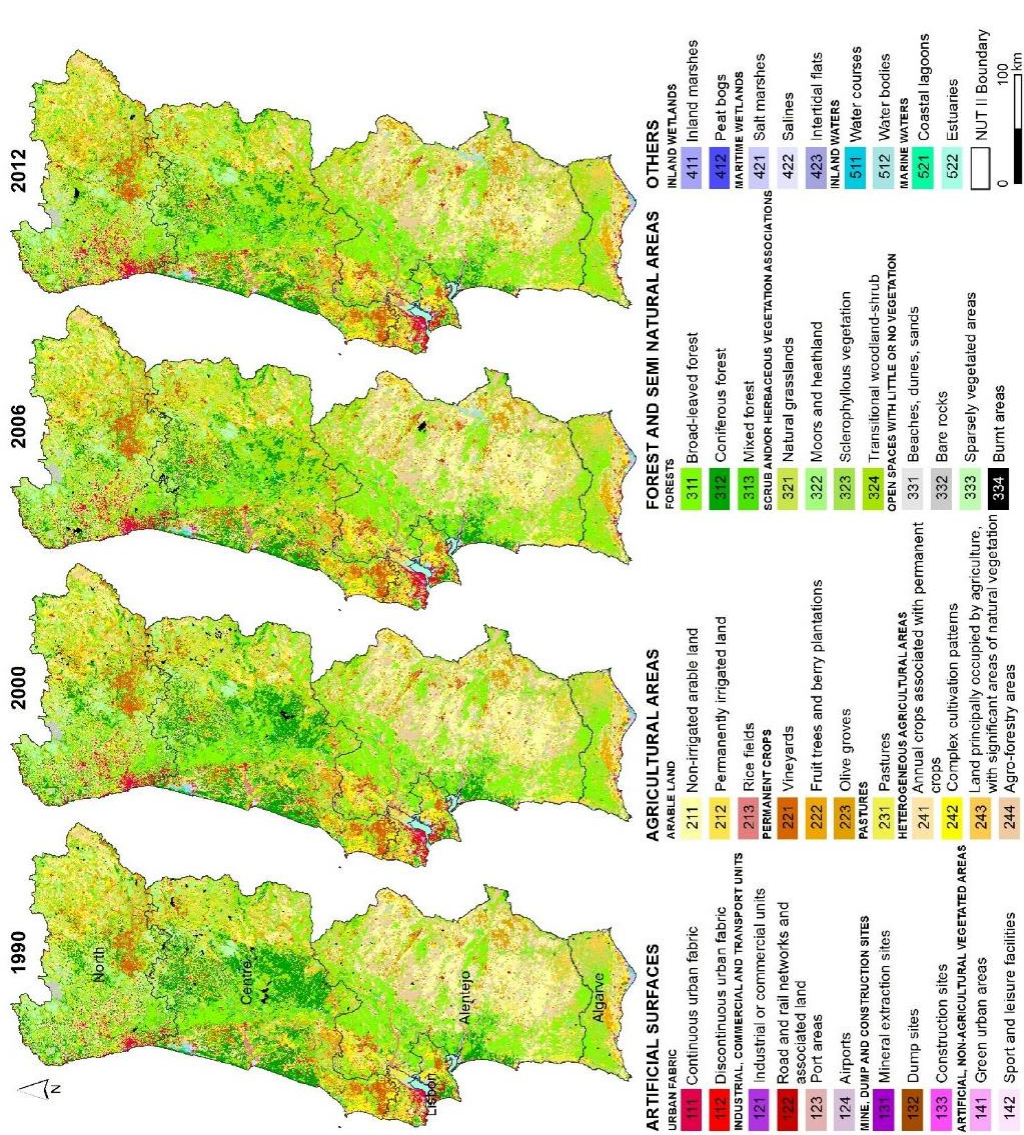 1990
2000
2006
2012
N
North
Centre
Lisbon
Alentejo
Algarve
ARTIFICIAL SURFACES
URBAN FABRIC
111 Continuous urban fabric
112 Discontinuous urban fabric
INDUSTRIAL, COMMERCIAL AND TRANSPORT UNITS
121 Industrial or commercial units
122 Road and rail networks and
associated land
123 Port areas
124 Airports
MINE, DUMP AND CONSTRUCTION SITES
131 Mineral extraction sites
132 Dump sites
133 Construction sites
ARTIFICIAL, NON-AGRICULTURAL VEGETATED AREAS
141 Green urban areas
142 Sport and leisure facilities
AGRICULTURAL AREAS
ARABLE LAND
211 Non-irrigated arable land
212 Permanently irrigated land
213 Rice fields
PERMANENT CROPS
221 Vineyards
222 Fruit trees and berry plantations
223 Olive groves
PASTURES
231 Pastures
HETEROGENEOUS AGRICULTURAL AREAS
241 Annual crops associated with permanent
crops
242 Complex cultivation patterns
243 Land principally occupied by agriculture,
with significant areas of natural vegetation
244 Agro-forestry areas
FOREST AND SEMI NATURAL AREAS
FORESTS
311 Broad-leaved forest
312 Coniferous forest
313 Mixed forest
SCRUB AND/OR HERBACEOUS VEGETATION ASSOCIATIONS
321 Natural grasslands
322 Moors and heathland
323 Sclerophyllous vegetation
324 Transitional woodland-shrub
OPEN SPACES WITH LITTLE OR NO VEGETATION
331 Beaches, dunes, sands
332 Bare rocks
333 Sparsely vegetated areas
334 Burnt areas
OTHERS
INLAND WETLANDS
411 Inland marshes
412 Peat bogs
MARITIME WETLANDS
421 Salt marshes
422 Salines
423 Intertidal flats
INLAND WATERS
511 Water courses
512 Water bodies
MARINE WATERS
521 Coastal lagoons
522 Estuaries
NUT II Boundary
0 100
km